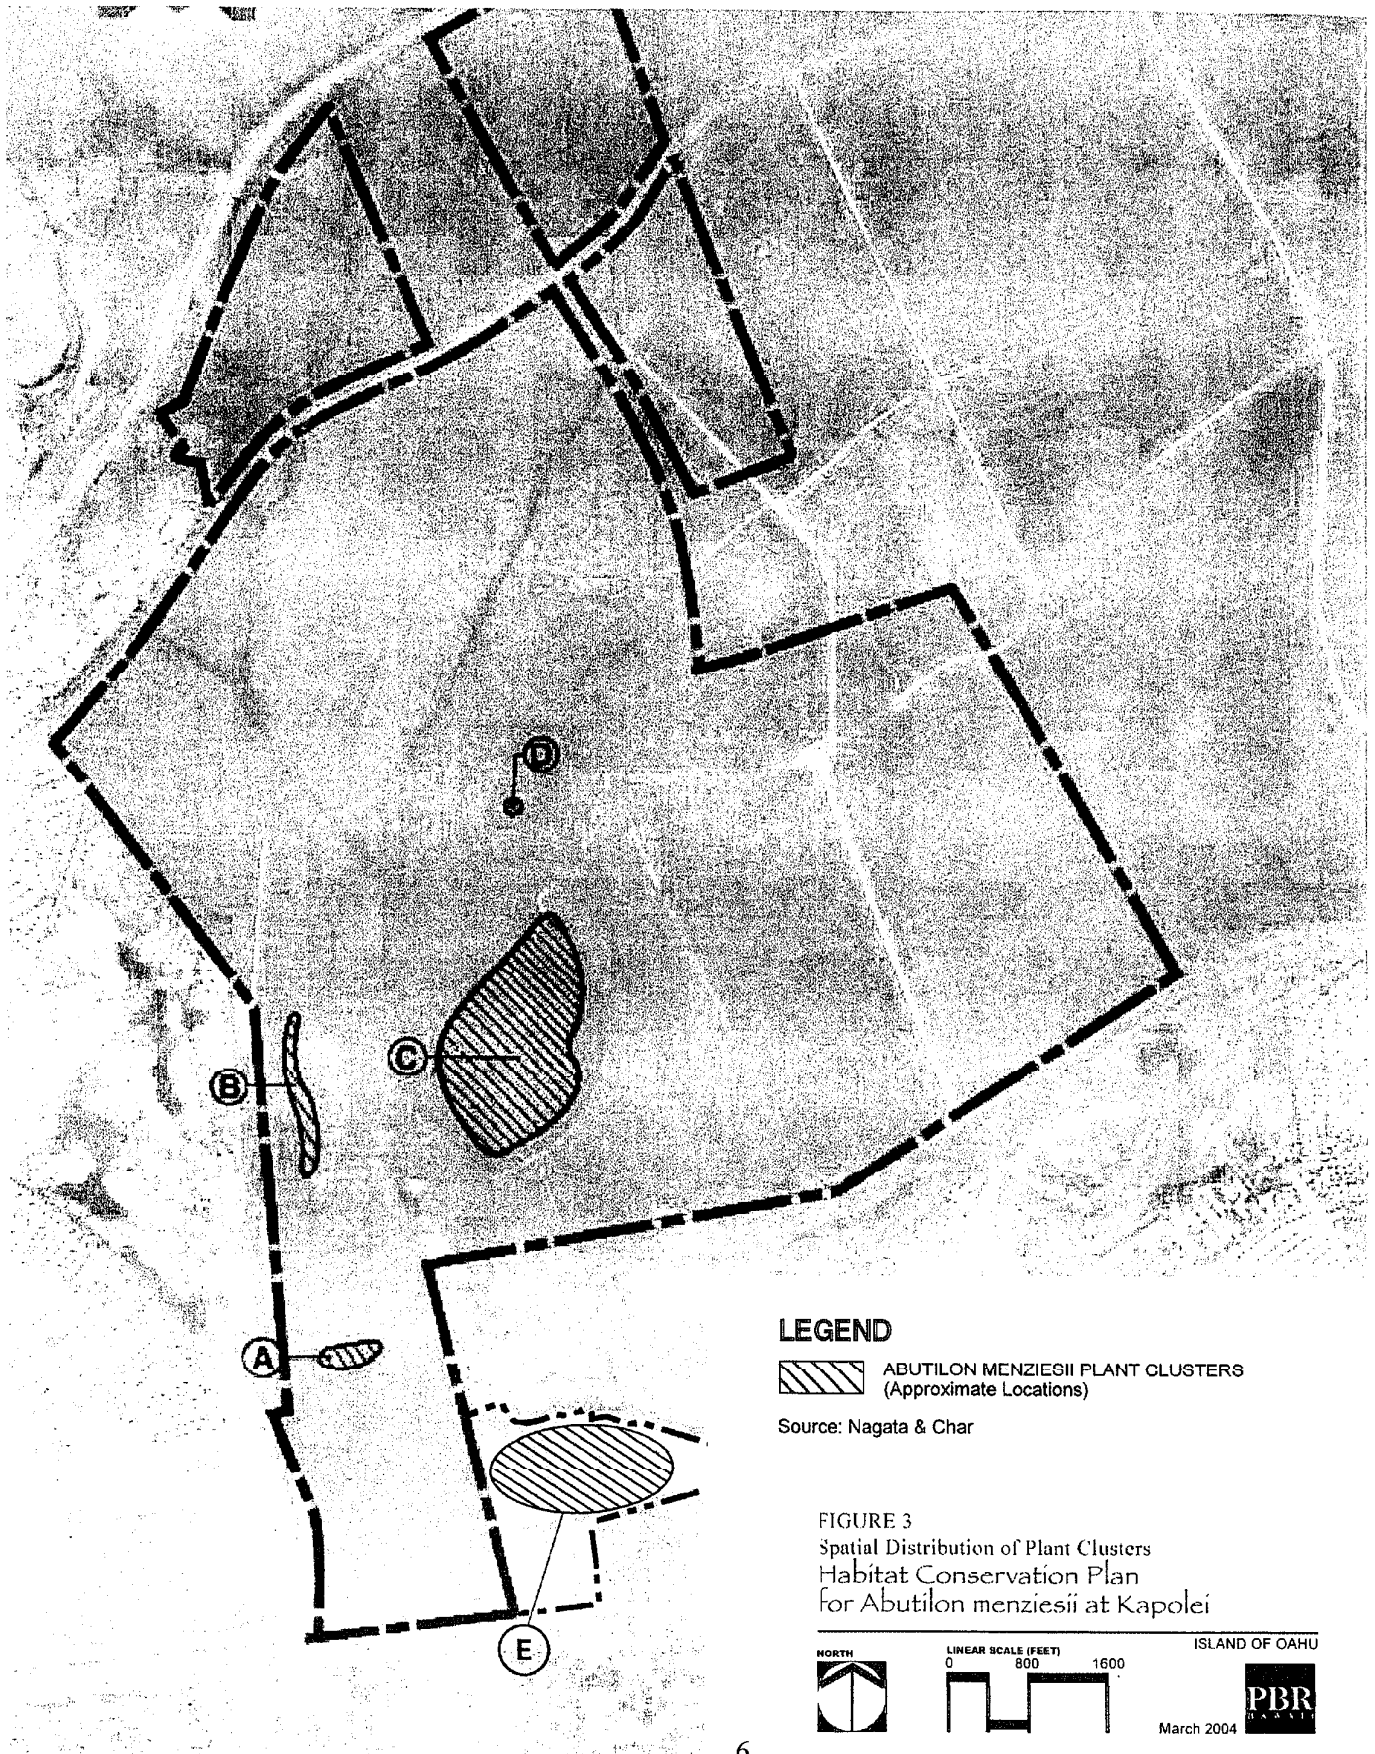 D
C
B
A
E
LEGEND
ABUTILON MENZIESII PLANT CLUSTERS
(Approximate Locations)
Source: Nagata & Char
FIGURE 3
Spatial Distribution of Plant Clusters
Habitat Conservation Plan
for Abutilon menziesii at Kapolei
ISLAND OF OAHU
NORTH
LINEAR SCALE (FEET)
0 800 1600
PBR
HAWAII
March 2004
6